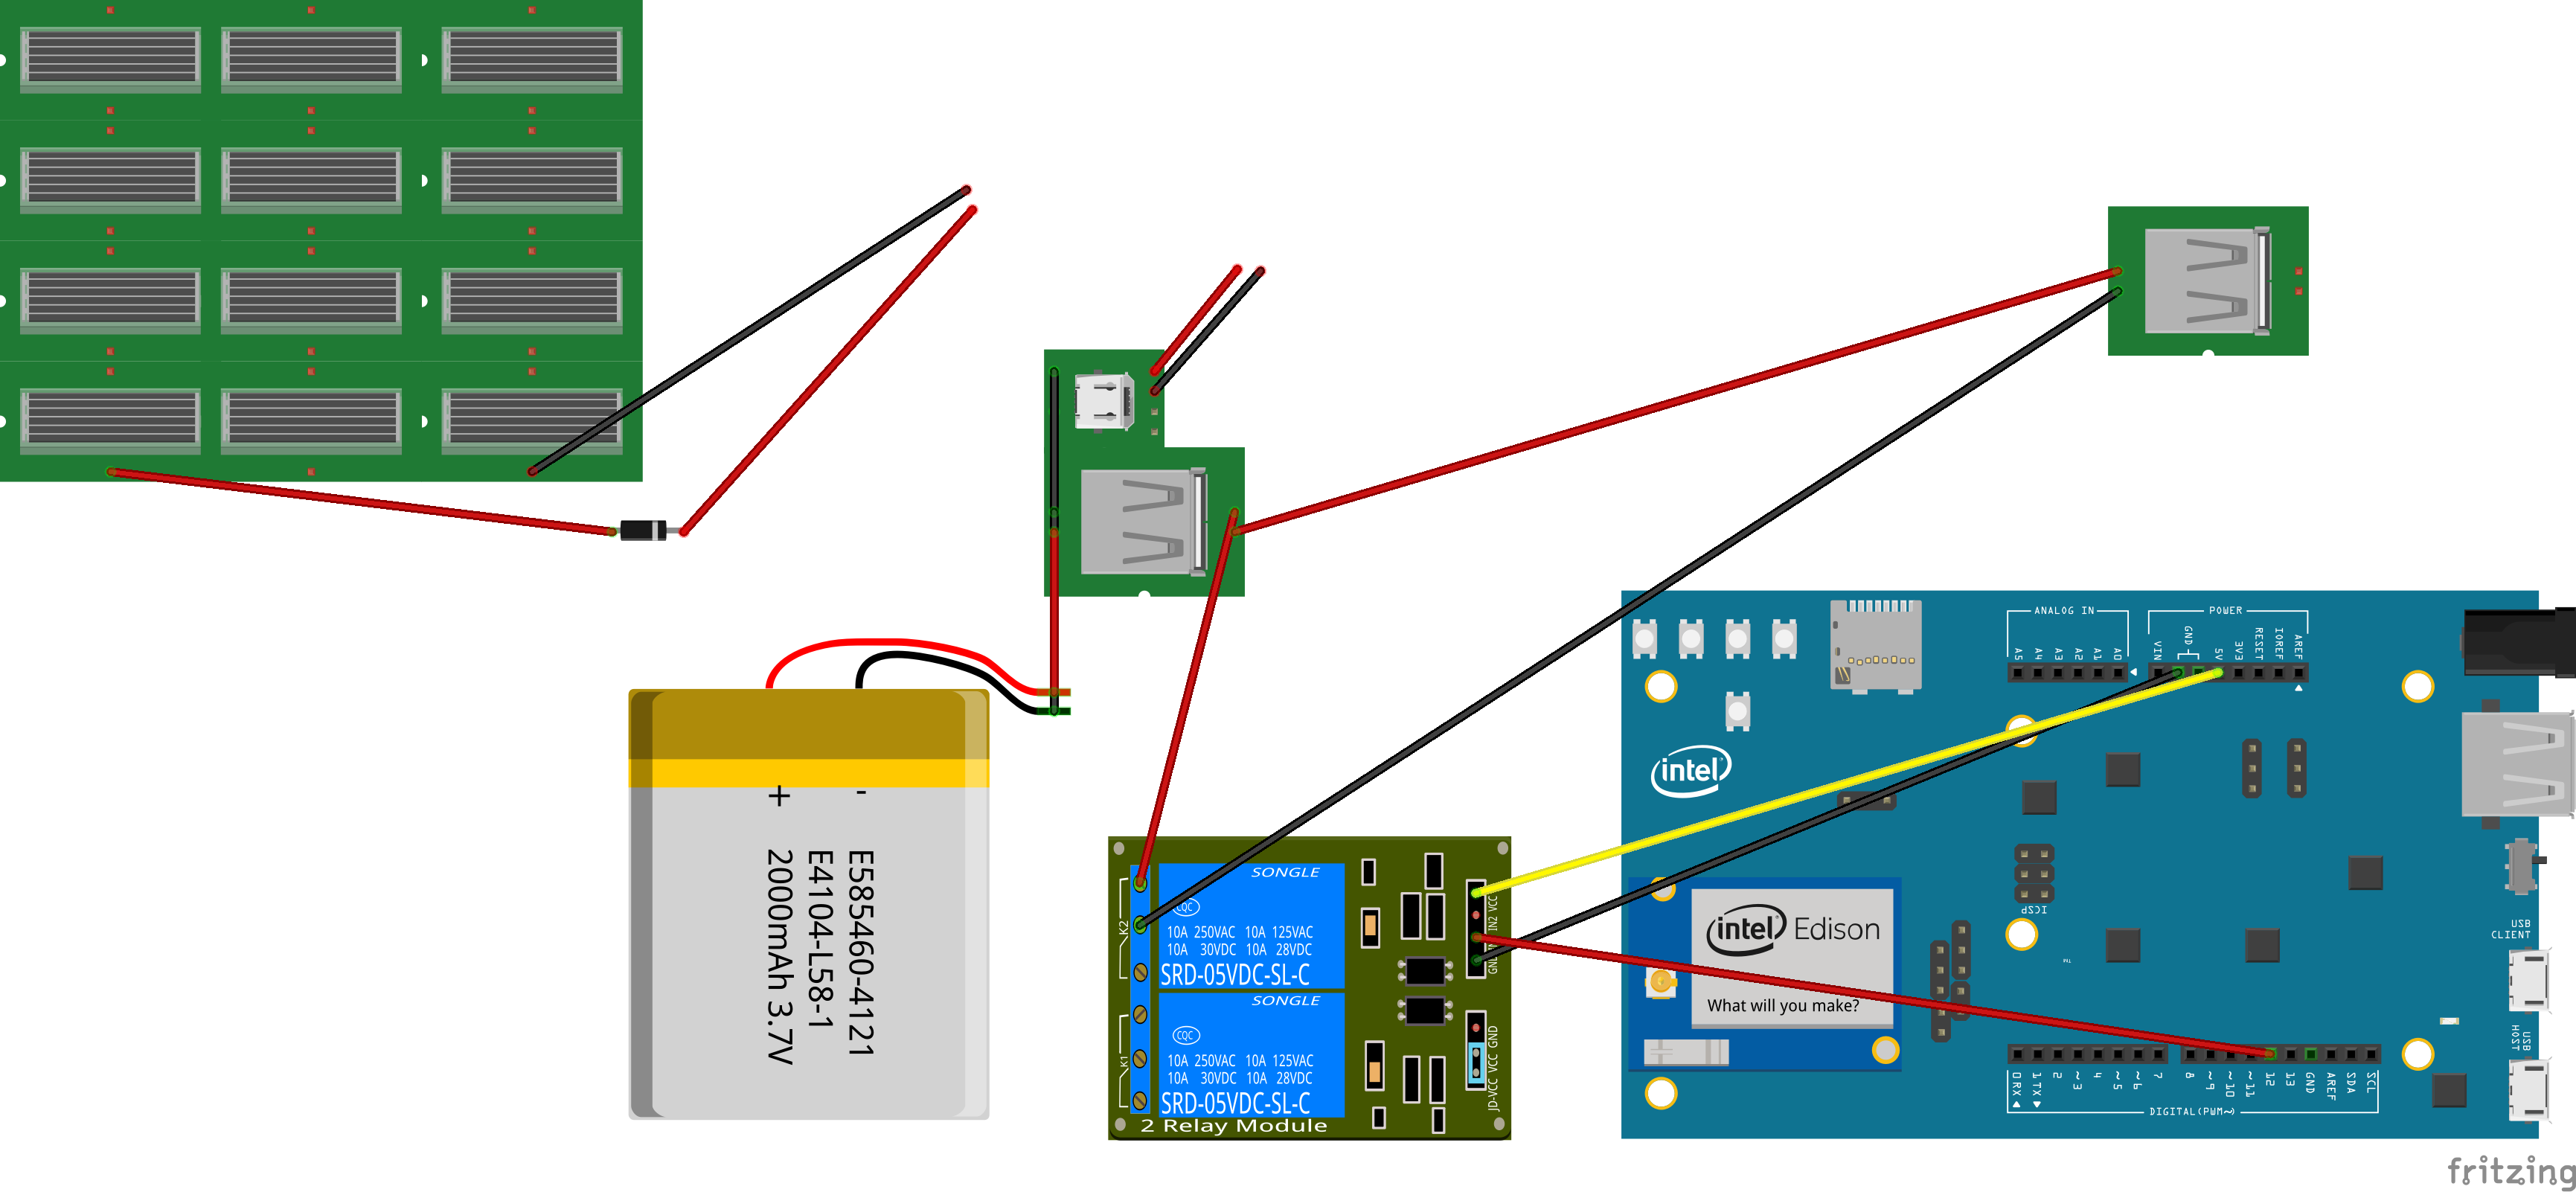 ANALOG IN
POWER
A5
A4
A3
A2
A1
A0
VIN
GND
5V
3V3
RESET
IOREF
AREF
intel
+
-
E585460-4121
E4104-L58-1
2000mAh 3.7V
SONGLE
CQC
10A 250VAC 10A 125VAC
10A 30VDC 10A 28VDC
SRD-05VDC-SL-C
SONGLE
CQC
10A 250VAC 10A 125VAC
10A 30VDC 10A 28VDC
SRD-05VDC-SL-C
2 Relay Module
K2
K1
IN2 VCC
GND
JD-VCC VCC GND
intel Edison
What will you make?
ICSP
USB
CLIENT
USB
HOST
0 RX
1 TX
2
~3
4
~5
~6
7
8
~9
~10
~11
12
13
GND
AREF
SDA
SCL
DIGITAL(PWM~)
fritzing